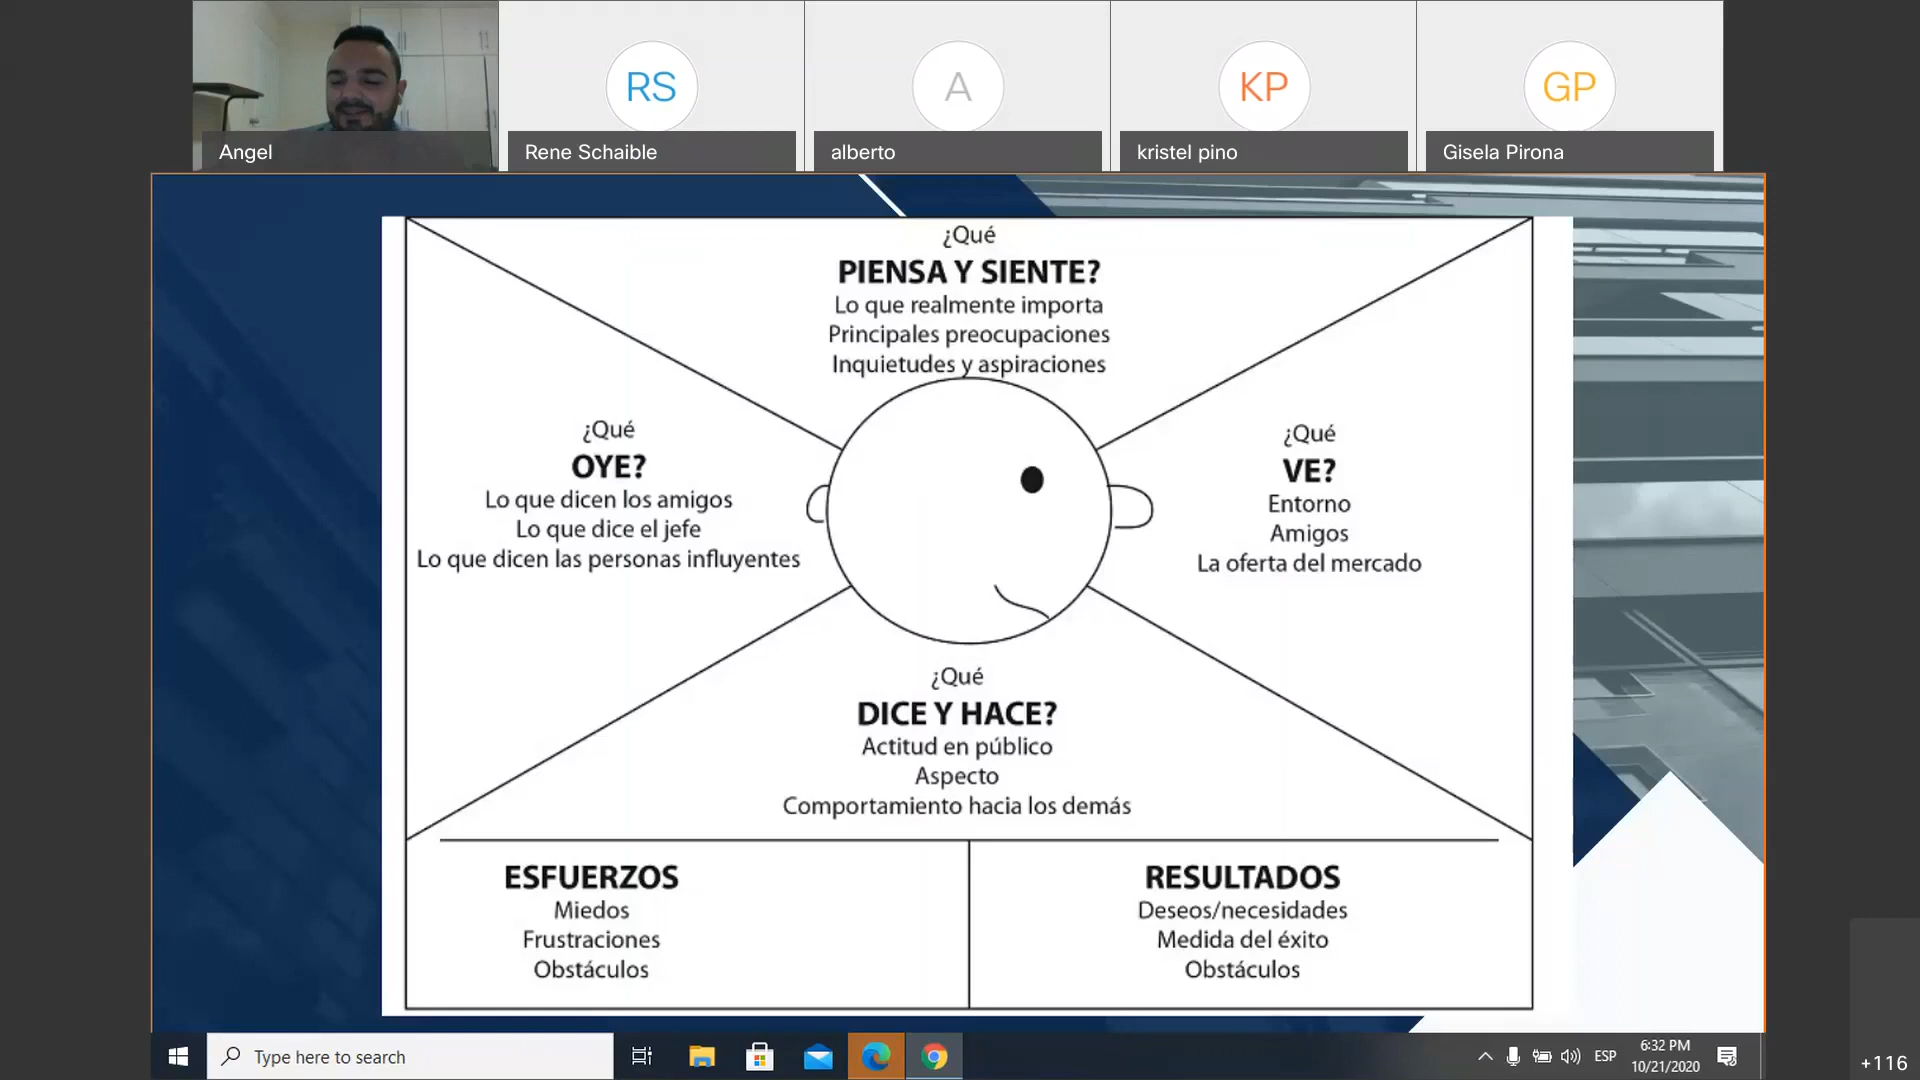 RS
A
KP
GP
Angel
Rene Schaible
alberto
kristel pino
Gisela Pirona
¿Qué
PIENSA Y SIENTE?
Lo que realmente importa
Principales preocupaciones
Inquietudes y aspiraciones
¿Qué
OYE?
Lo que dicen los amigos
Lo que dice el jefe
Lo que dicen las personas influyentes
¿Qué
VE?
Entorno
Amigos
La oferta del mercado
¿Qué
DICE Y HACE?
Actitud en público
Aspecto
Comportamiento hacia los demás
ESFUERZOS
Miedos
Frustraciones
Obstáculos
RESULTADOS
Deseos/necesidades
Medida del éxito
Obstáculos
Type here to search
ESP
6:32 PM
10/21/2020
+116